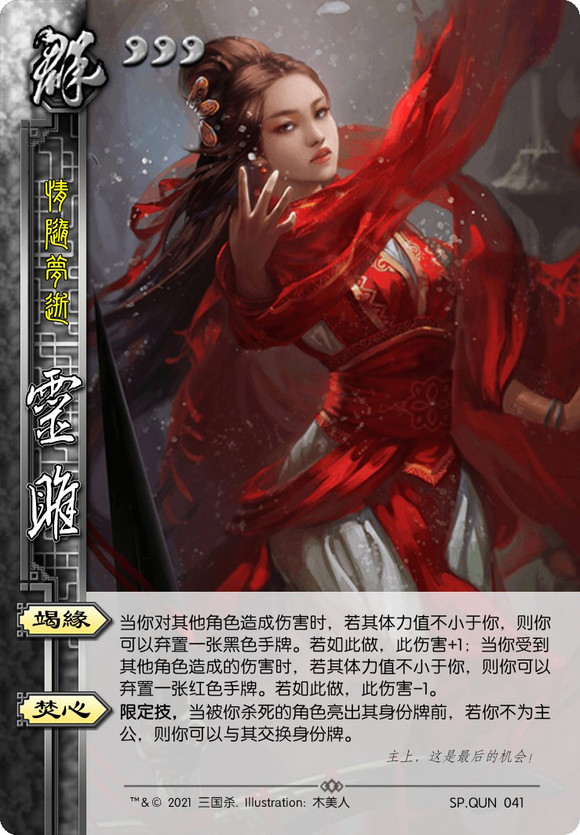 群
情隨夢逝
靈雎
竭緣
当你对其他角色造成伤害时，若其体力值不小于你，则你
可以弃置一张黑色手牌。若如此做，此伤害+1；当你受到
其他角色造成的伤害时，若其体力值不小于你，则你可以
弃置一张红色手牌。若如此做，此伤害-1。
焚心
限定技，当被你杀死的角色亮出其身份牌前，若你不为主
公，则你可以与其交换身份牌。
主上，这是最后的机会！
™&© 2021 三国杀. Illustration: 木美人
SP.QUN 041